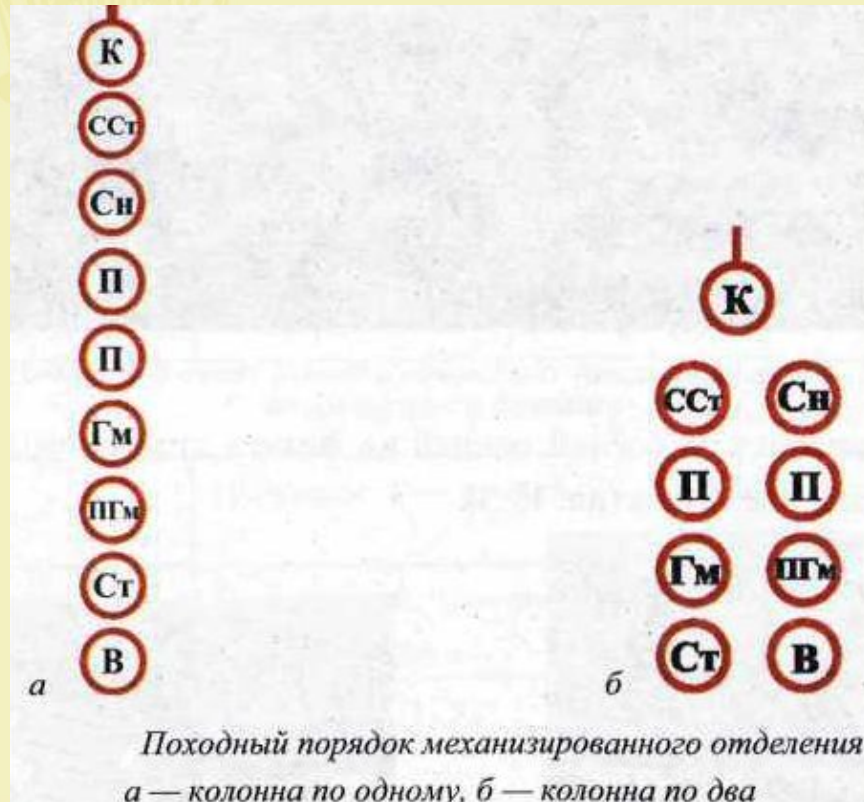 К
ССт
Сн
П
П
Гм
ПГм
Ст
В
а
К
ССт Сн
П П
Гм ПГм
Ст В
б
Походный порядок механизированного отделения
а — колонна по одному, б — колонна по два